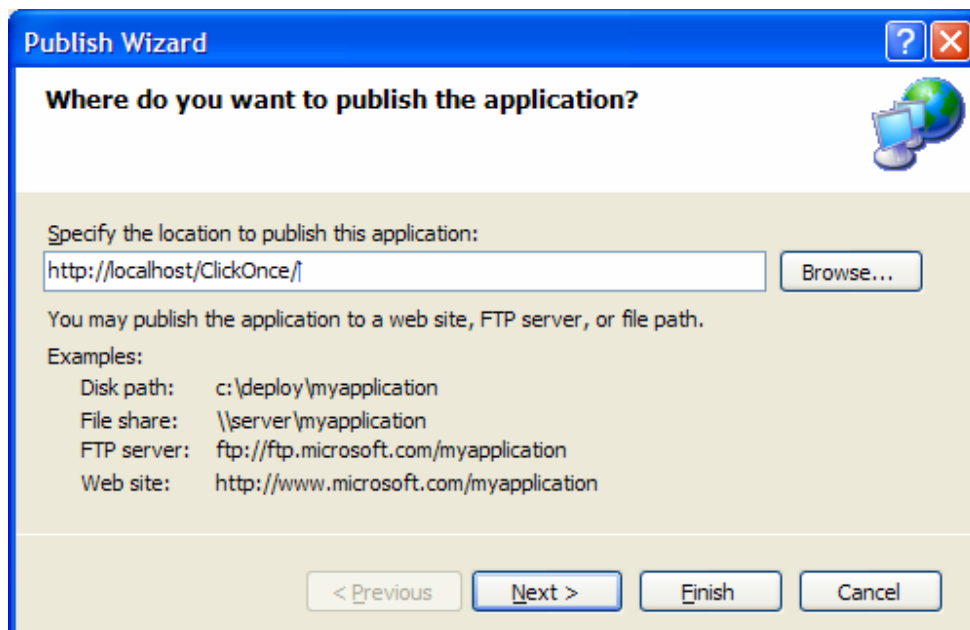 Publish Wizard
?
Where do you want to publish the application?
Specify the location to publish this application:
http://localhost/ClickOnce/
Browse...
You may publish the application to a web site, FTP server, or file path.
Examples:
Disk path: c:\deploy\myapplication
File share: \\server\myapplication
FTP server: ftp://ftp.microsoft.com/myapplication
Web site: http://www.microsoft.com/myapplication
< Previous Next > Finish Cancel